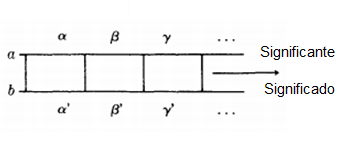 α β γ ...
a Significante
b Significado
α' β' γ' ...